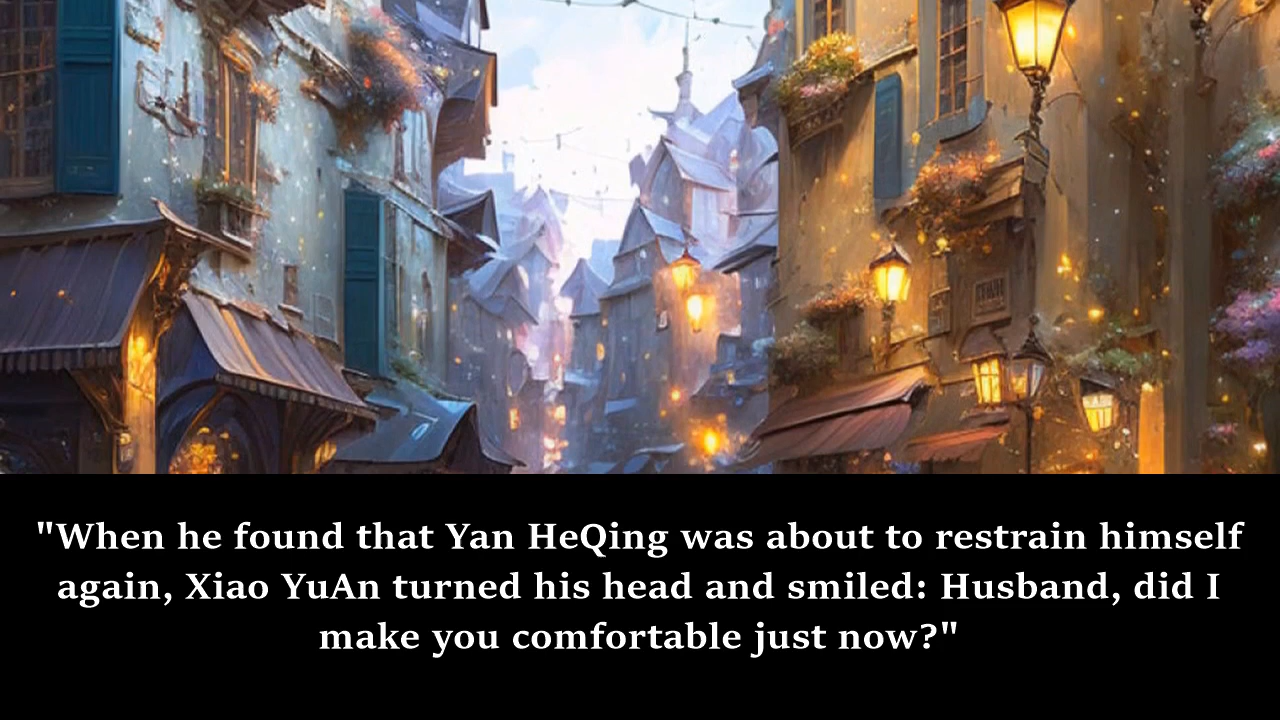 "When he found that Yan HeQing was about to restrain himself
again, Xiao YuAn turned his head and smiled: Husband, did I
make you comfortable just now?"